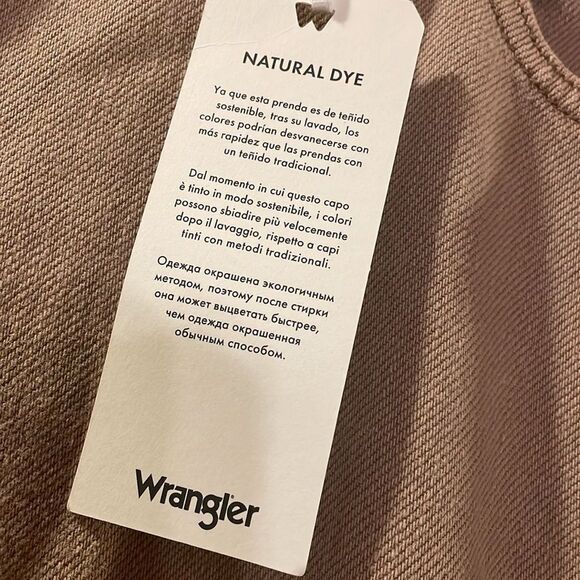 NATURAL DYE
Ya que esta prenda es de teñido
sostenible, tras su lavado, los
colores podrían desvanecerse con
más rapidez que las prendas con
un teñido tradicional.
Dal momento in cui questo capo
è tinto in modo sostenibile, i colori
possono sbiadire più velocemente
dopo il lavaggio, rispetto a capi
tinti con metodi tradizionali.
Одежда окрашена экологичным
методом, поэтому после стирки
она может выцветать быстрее,
чем одежда окрашенная
обычным способом.
Wrangler